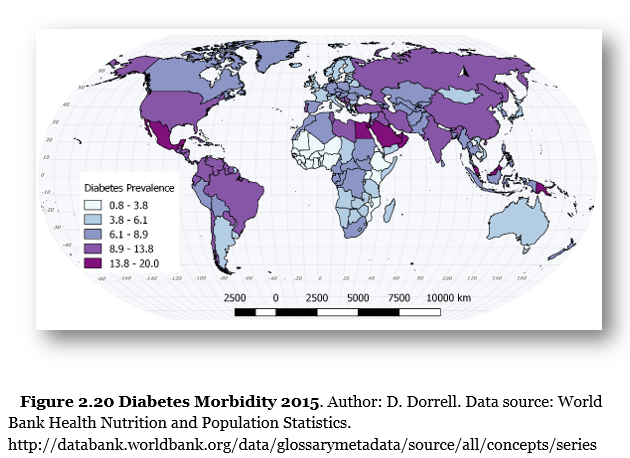 Diabetes Prevalence
0.8 - 3.8
3.8 - 6.1
6.1 - 8.9
8.9 - 13.8
13.8 - 20.0
2500 0 2500 5000 7500 10000 km
Figure 2.20 Diabetes Morbidity 2015. Author: D. Dorrell. Data source: World
Bank Health Nutrition and Population Statistics.
http://databank.worldbank.org/data/glossarymetadata/source/all/concepts/series